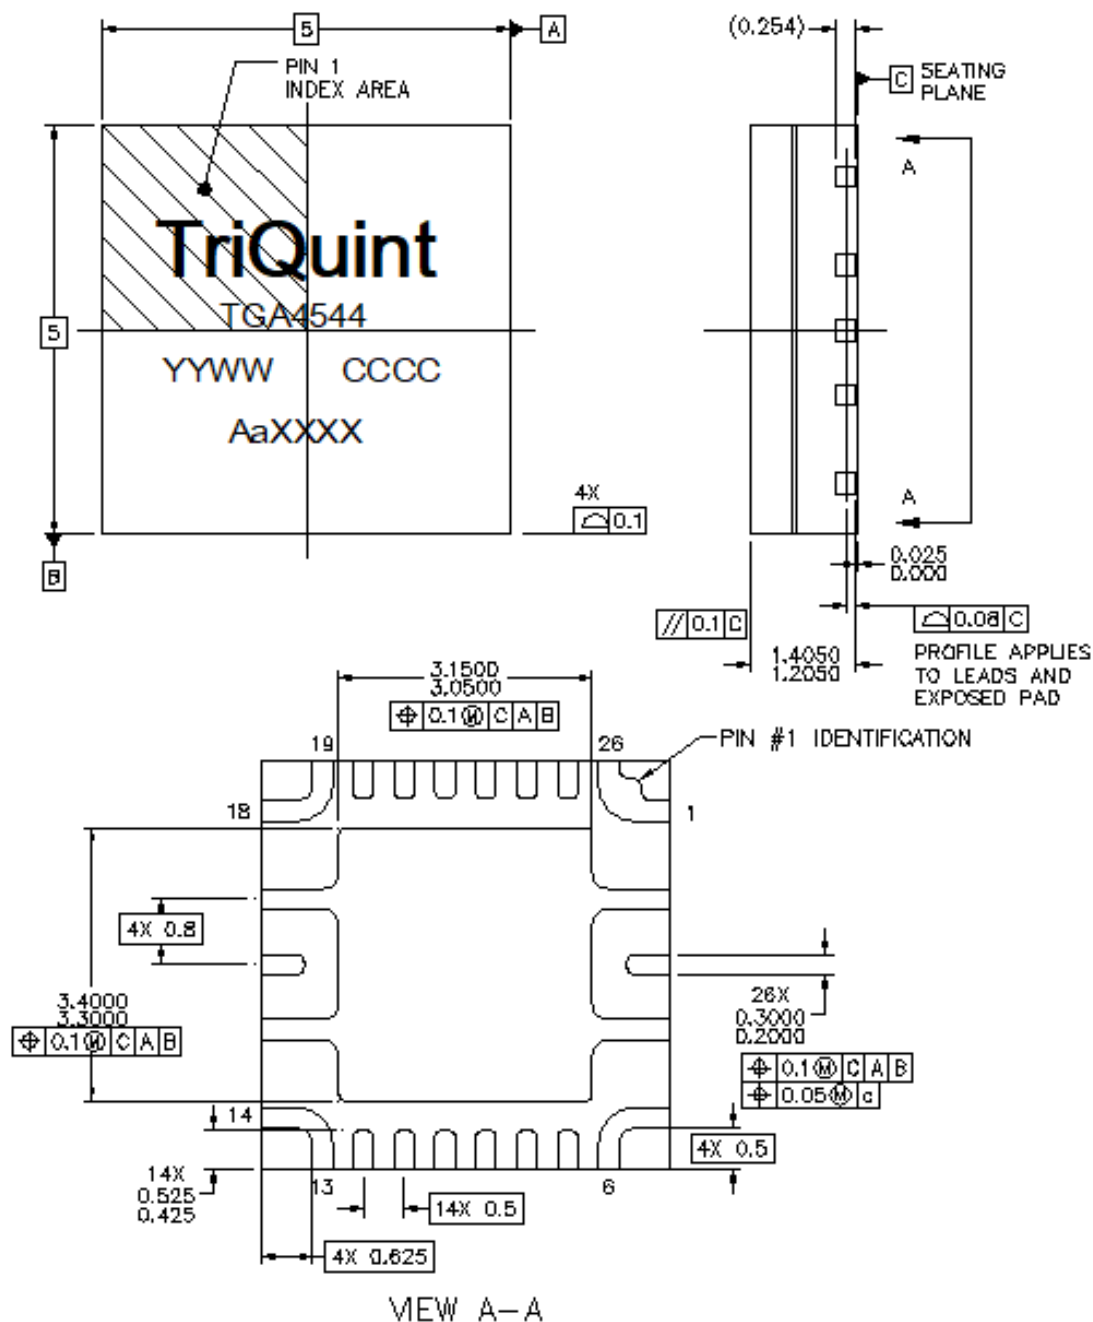 5
A
(0.254)
PIN 1
INDEX AREA
C SEATING
PLANE
A
TriQuint
TGA4544
5
YYWW CCCC
AaXXXX
4X
0.1
A
B
0.025
0.000
// 0.1 C
0.08 C
1.4050
1.2050
PROFILE APPLIES
TO LEADS AND
EXPOSED PAD
3.1500
3.0500
⌖ 0.1 Ⓜ C A B
19
26
PIN #1 IDENTIFICATION
18
1
4X 0.8
3.4000
3.3000
⌖ 0.1 Ⓜ C A B
26X
0.3000
0.2000
⌖ 0.1 Ⓜ C A B
⌖ 0.05 Ⓜ c
14
4X 0.5
14X
0.525
0.425
13
6
14X 0.5
4X 0.625
VIEW A-A